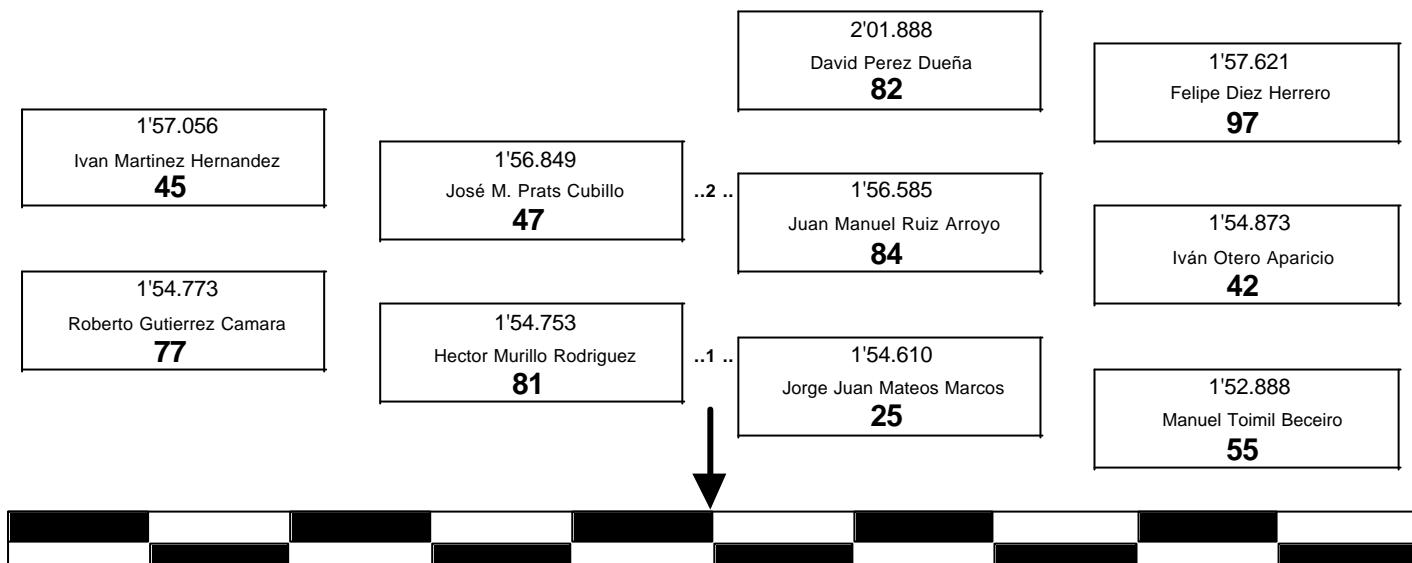 2'01.888
David Perez Dueña
82
1'57.621
Felipe Diez Herrero
97
1'57.056
Ivan Martinez Hernandez
45
1'56.849
José M. Prats Cubillo
47
..2 ..
1'56.585
Juan Manuel Ruiz Arroyo
84
1'54.873
Iván Otero Aparicio
42
1'54.773
Roberto Gutierrez Camara
77
1'54.753
Hector Murillo Rodriguez
81
..1 ..
1'54.610
Jorge Juan Mateos Marcos
25
1'52.888
Manuel Toimil Beceiro
55